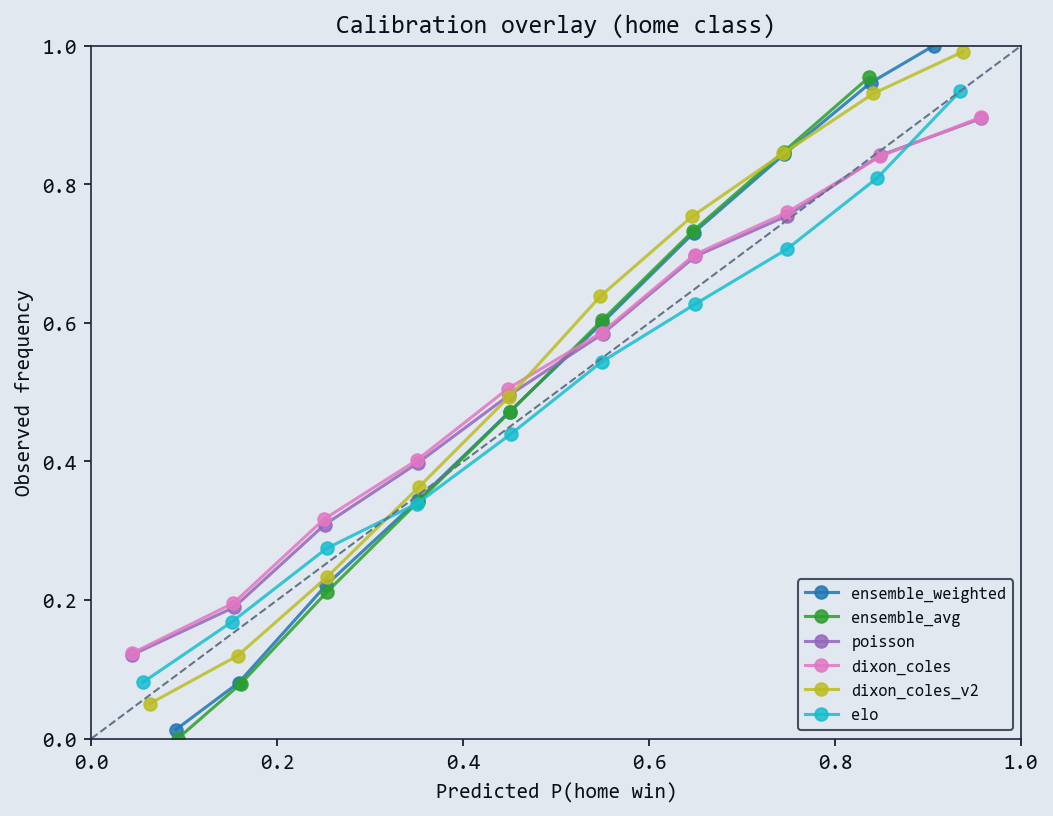 Calibration overlay (home class)
1.0
0.8
0.6
0.4
0.2
0.0
Observed frequency
ensemble_weighted
ensemble_avg
poisson
dixon_coles
dixon_coles_v2
elo
0.0 0.2 0.4 0.6 0.8 1.0
Predicted P(home win)